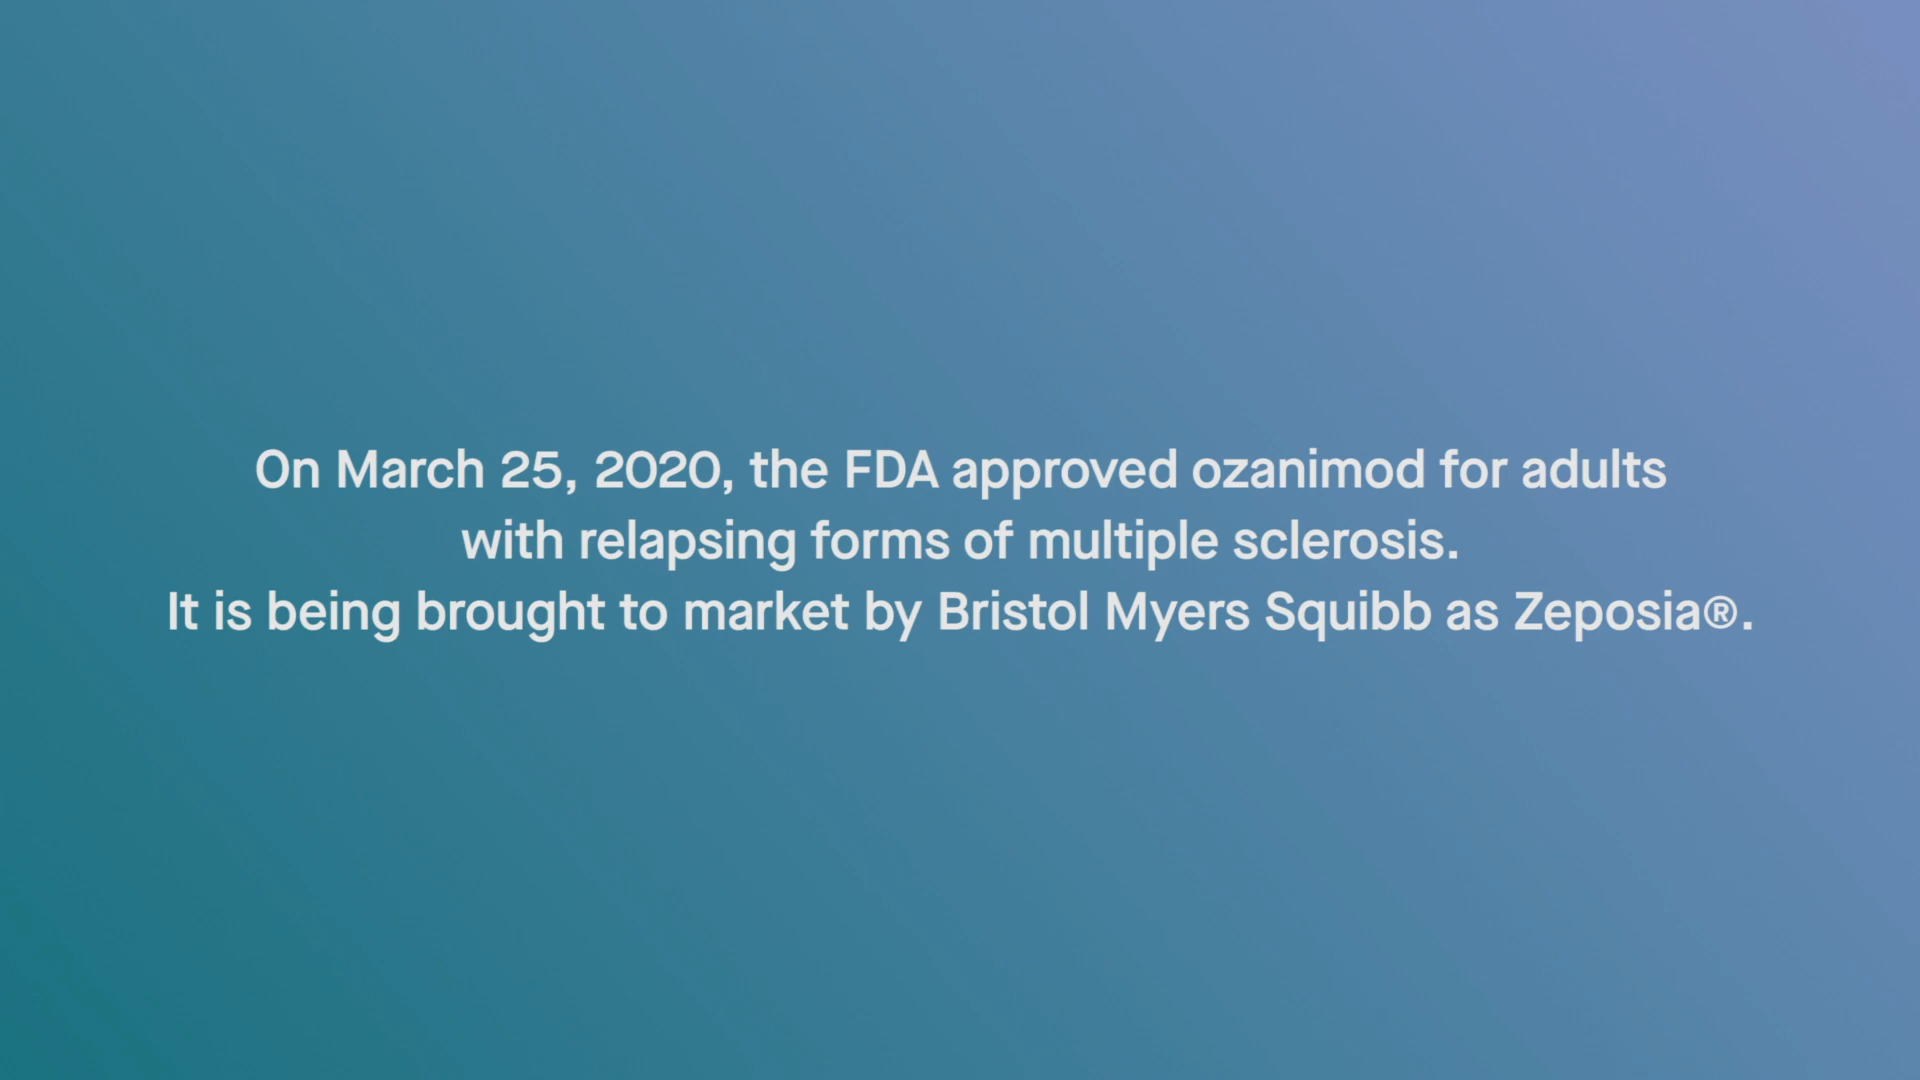 On March 25, 2020, the FDA approved ozanimod for adults
with relapsing forms of multiple sclerosis.
It is being brought to market by Bristol Myers Squibb as Zeposia®.